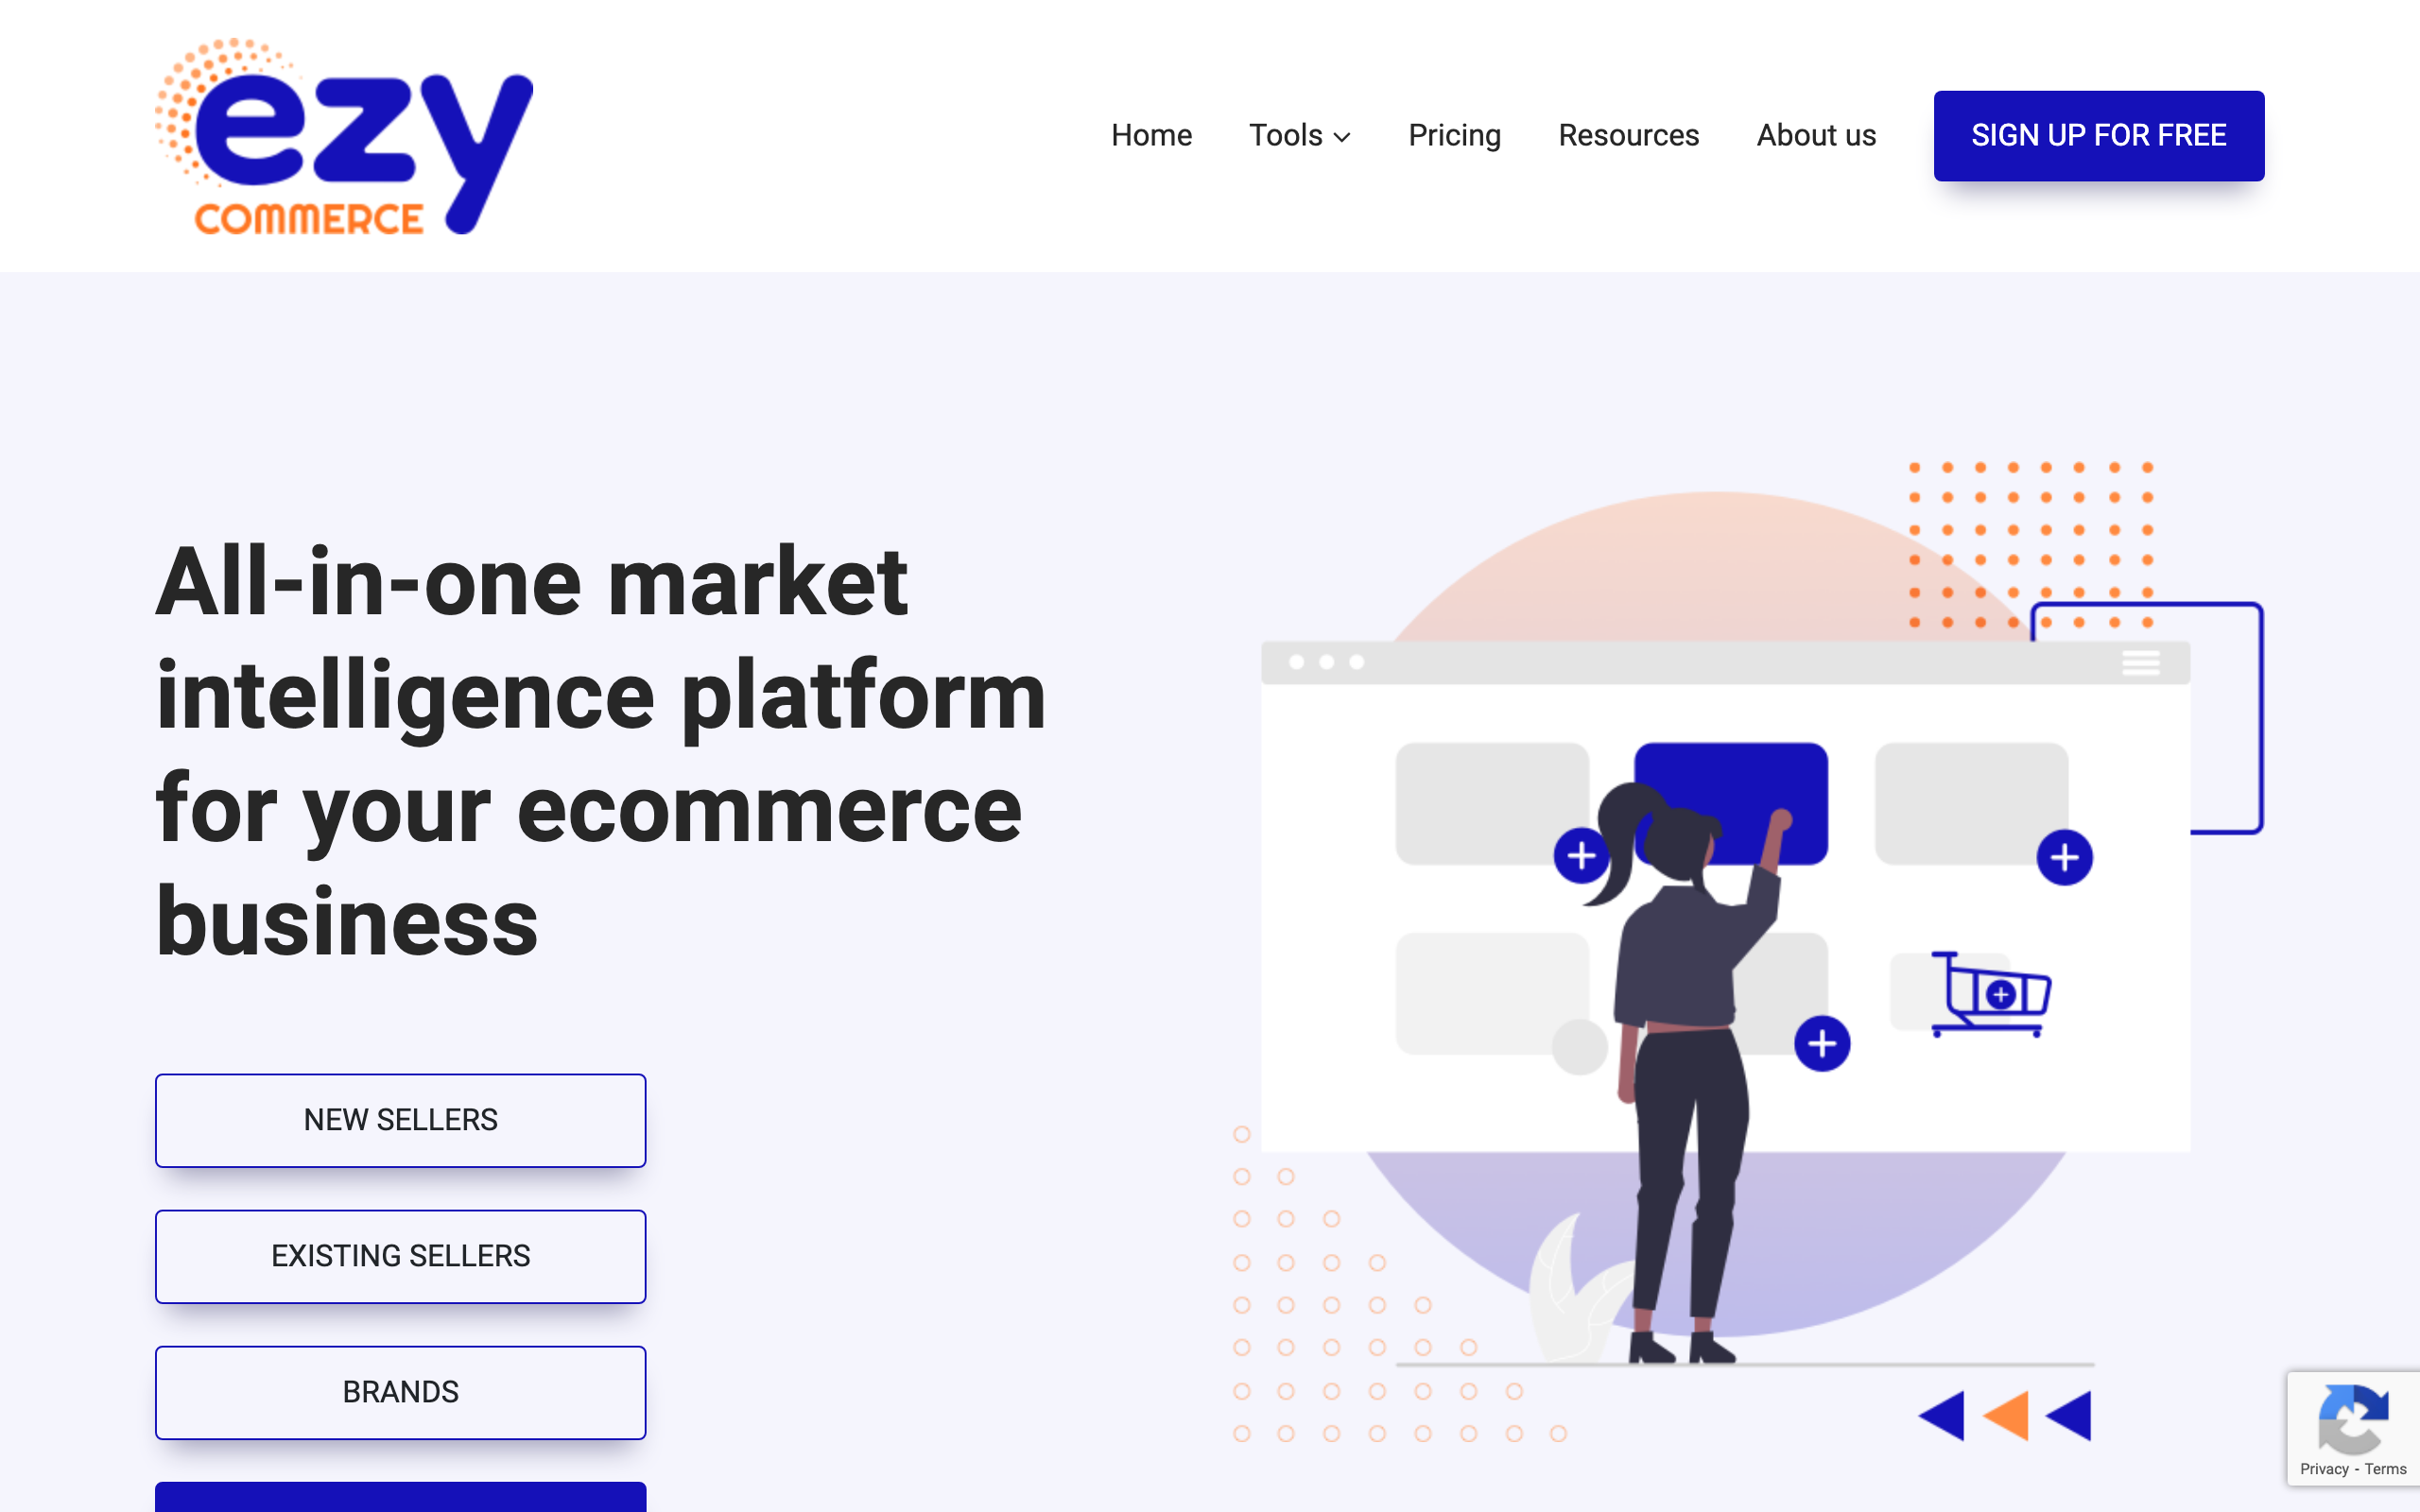 ezy
COMMERCE
Home
Tools
Pricing
Resources
About us
SIGN UP FOR FREE
All-in-one market
intelligence platform
for your ecommerce
business
NEW SELLERS
EXISTING SELLERS
BRANDS
Privacy - Terms